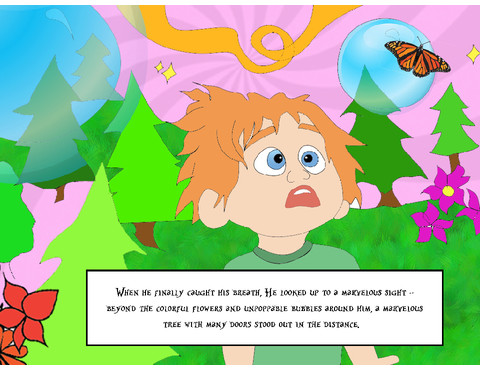 When he finally caught his breath, He looked up to a marvelous sight --
beyond the colorful flowers and unpoppable bubbles around him, a marvelous
tree with many doors stood out in the distance.